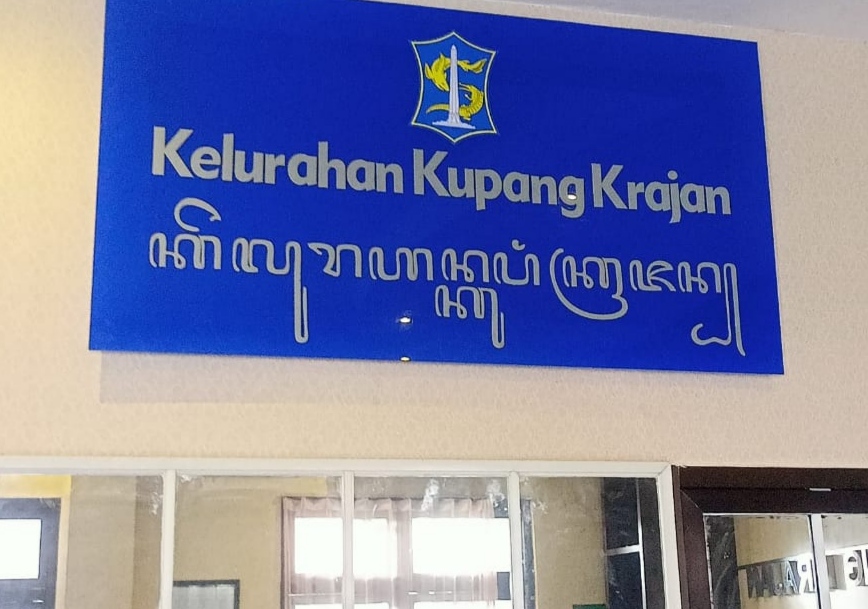 Kelurahan Kupang Krajan
ꦏꦼꦭꦸꦫꦲꦤ꧀ꦏꦸꦥꦁꦏꦿꦗꦤ꧀